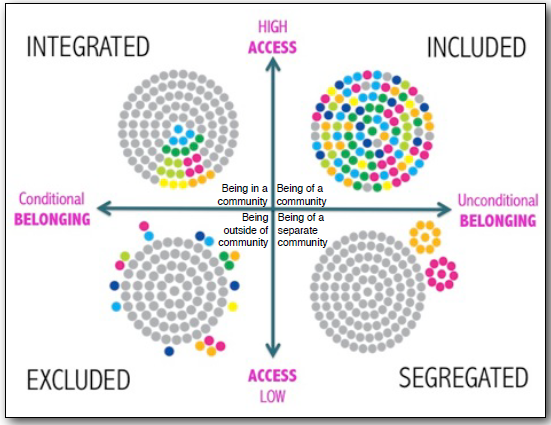 INTEGRATED
HIGH
ACCESS
INCLUDED
Conditional
BELONGING
Being in a
community
Being of a
community
Unconditional
BELONGING
Being
outside of
community
Being of a
separate
community
EXCLUDED
ACCESS
LOW
SEGREGATED